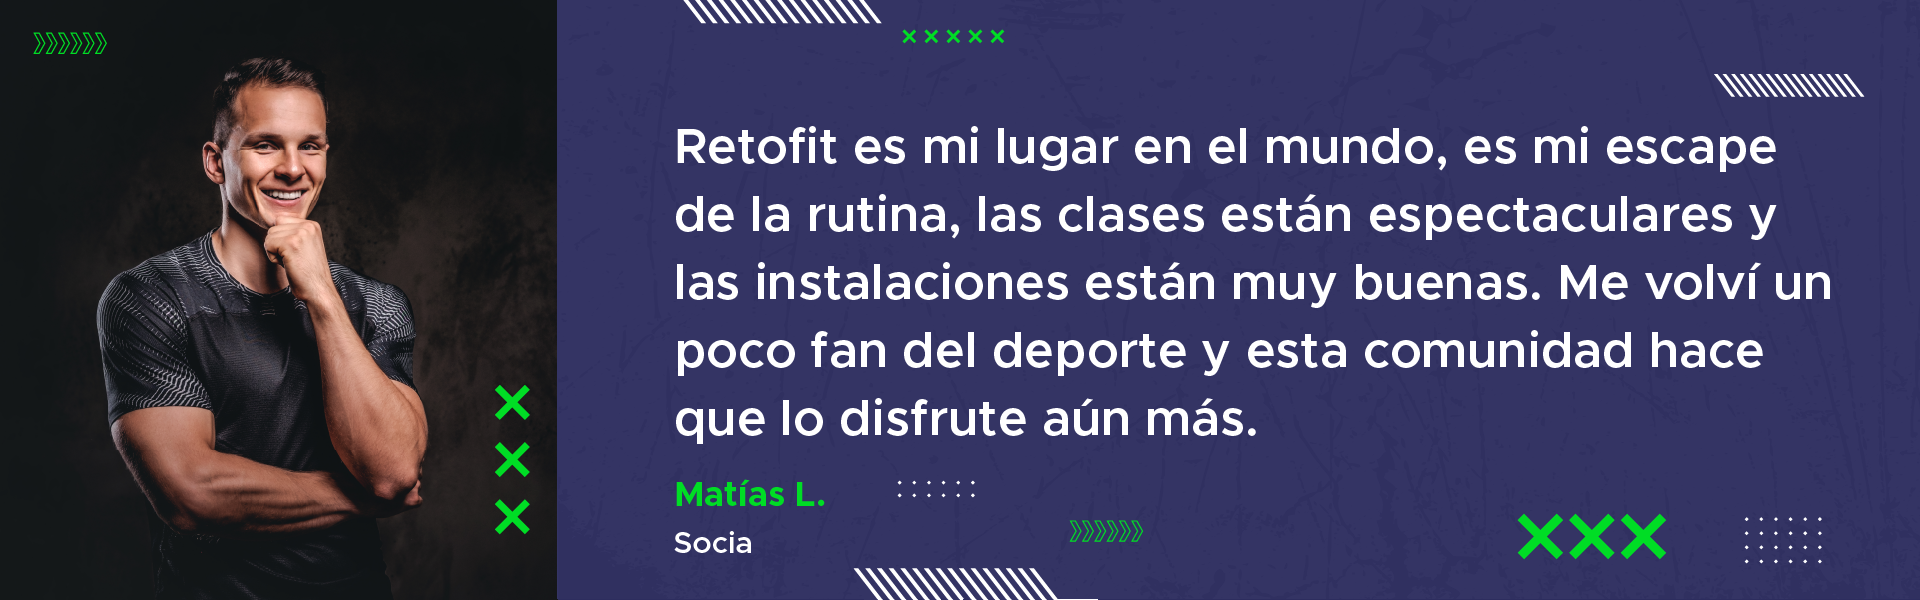 Retofit es mi lugar en el mundo, es mi escape
de la rutina, las clases están espectaculares y
las instalaciones están muy buenas. Me volví un
poco fan del deporte y esta comunidad hace
que lo disfrute aún más.
Matías L.
Socia